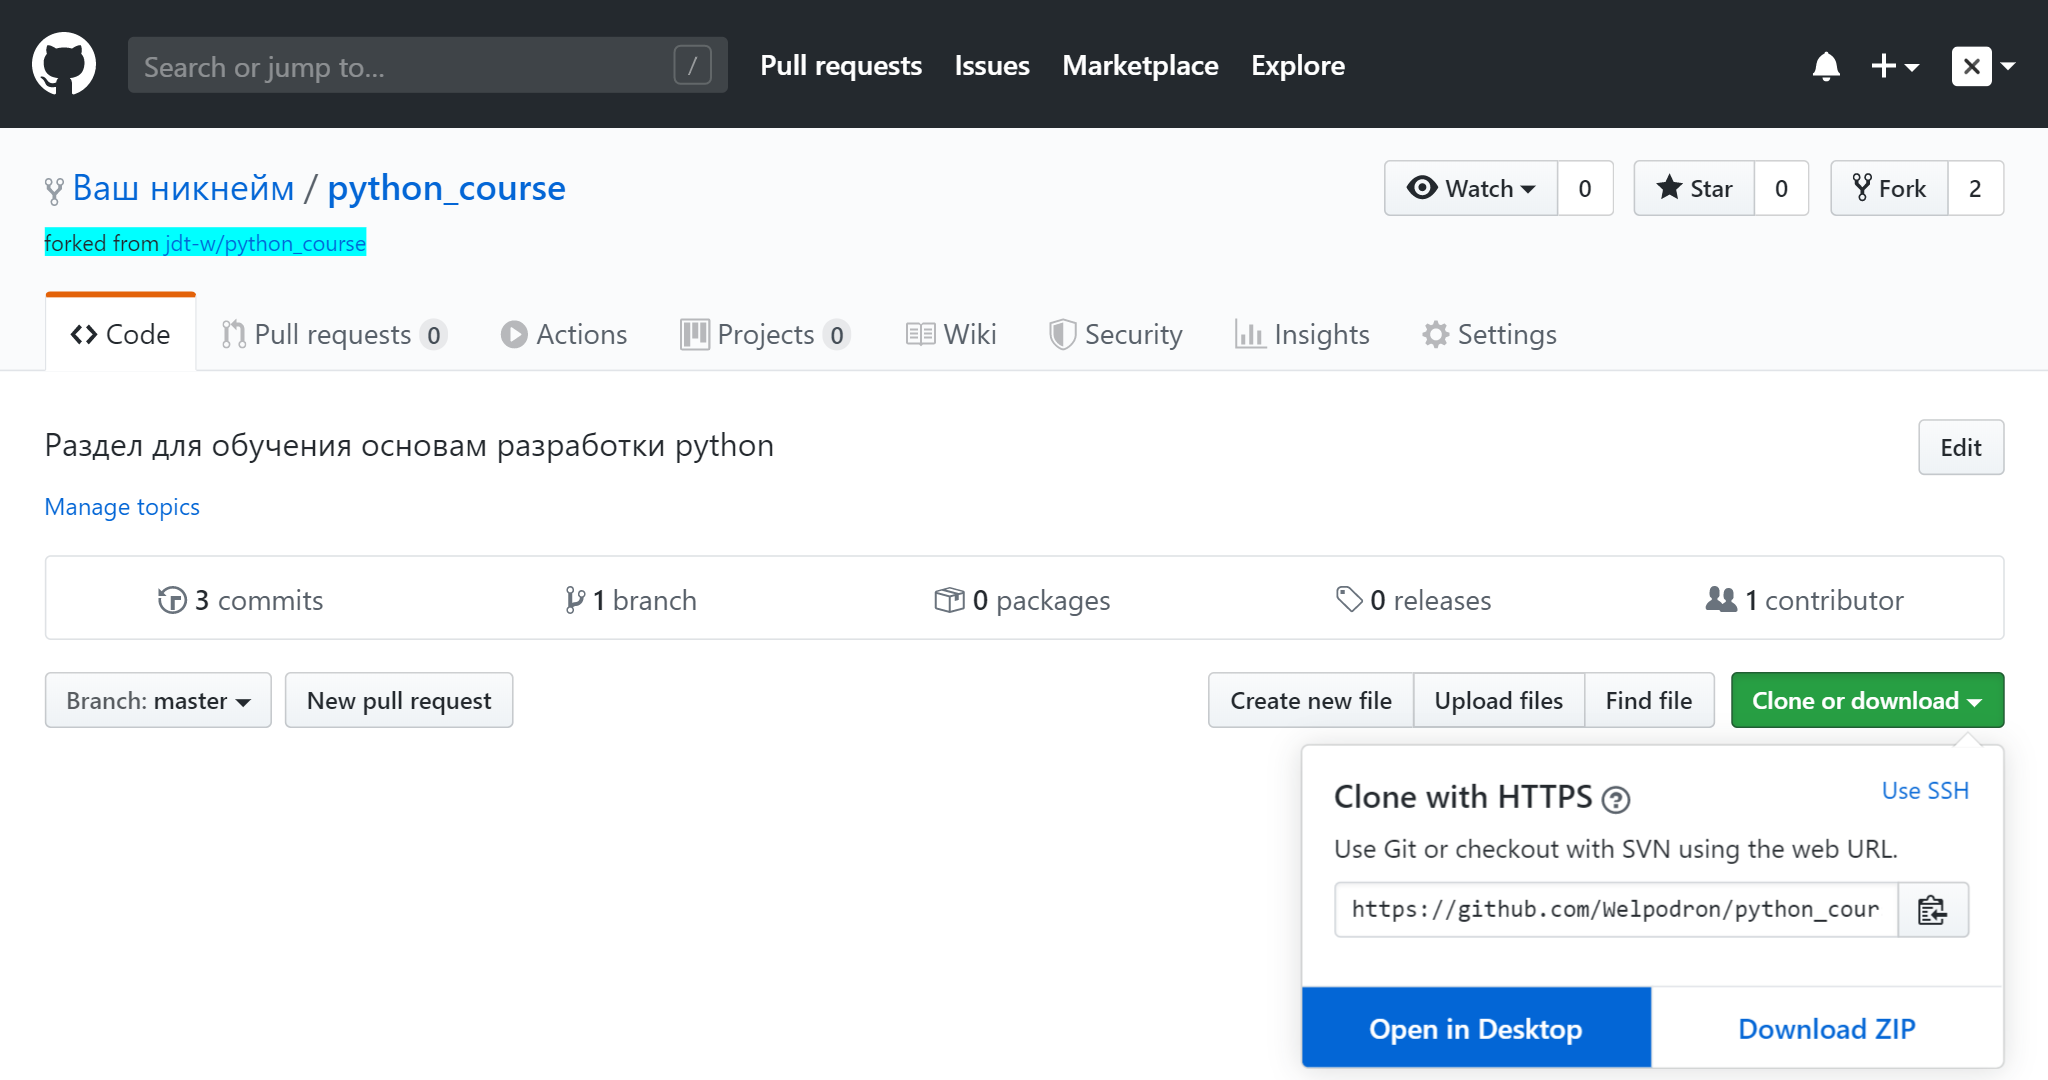 Search or jump to... /
Pull requests Issues Marketplace Explore
Ваш никнейм / python_course
Watch 0 Star 0 Fork 2
forked from jdt-w/python_course
Code Pull requests 0 Actions Projects 0 Wiki Security Insights Settings
Раздел для обучения основам разработки python
Edit
Manage topics
3 commits 1 branch 0 packages 0 releases 1 contributor
Branch: master New pull request Create new file Upload files Find file Clone or download
Clone with HTTPS ? Use SSH
Use Git or checkout with SVN using the web URL.
https://github.com/Welpodron/python_cour
Open in Desktop Download ZIP